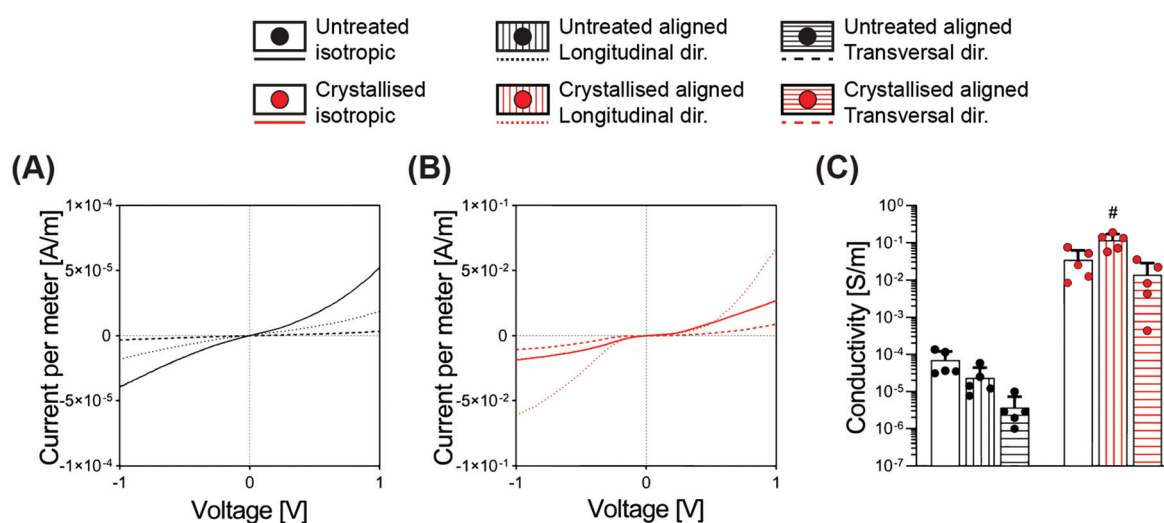 Untreated isotropic
Untreated aligned Longitudinal dir.
Untreated aligned Transversal dir.
Crystallised isotropic
Crystallised aligned Longitudinal dir.
Crystallised aligned Transversal dir.
(A)
Current per meter [A/m]
1×10-4
5×10-5
0
-5×10-5
-1×10-4
-1
0
1
Voltage [V]
(B)
Current per meter [A/m]
1×10-1
5×10-2
0
-5×10-2
-1×10-1
-1
0
1
Voltage [V]
(C)
Conductivity [S/m]
10⁰
10-1
10-2
10-3
10-4
10-5
10-6
10-7
#